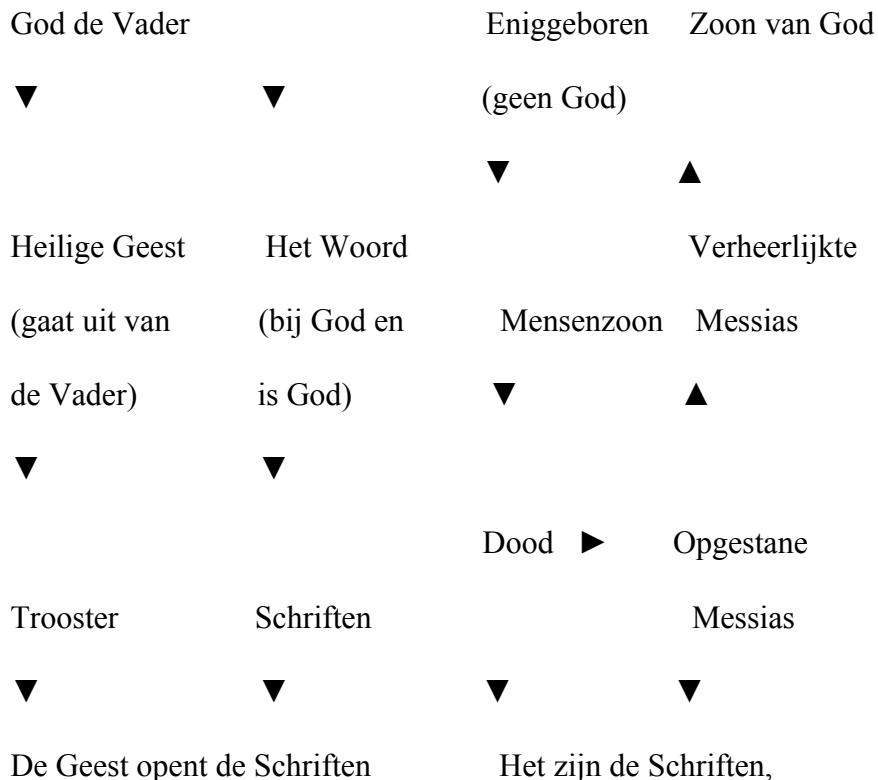 God de Vader Eniggeboren Zoon van God
▼ ▼ (geen God)
▼ ▲
Heilige Geest Het Woord Verheerlijkte
(gaat uit van (bij God en Mensenzoon Messias
de Vader) is God) ▼ ▲
▼ ▼
Dood ► Opgestane
Trooster Schriften Messias
▼ ▼ ▼ ▼
De Geest opent de Schriften Het zijn de Schriften,